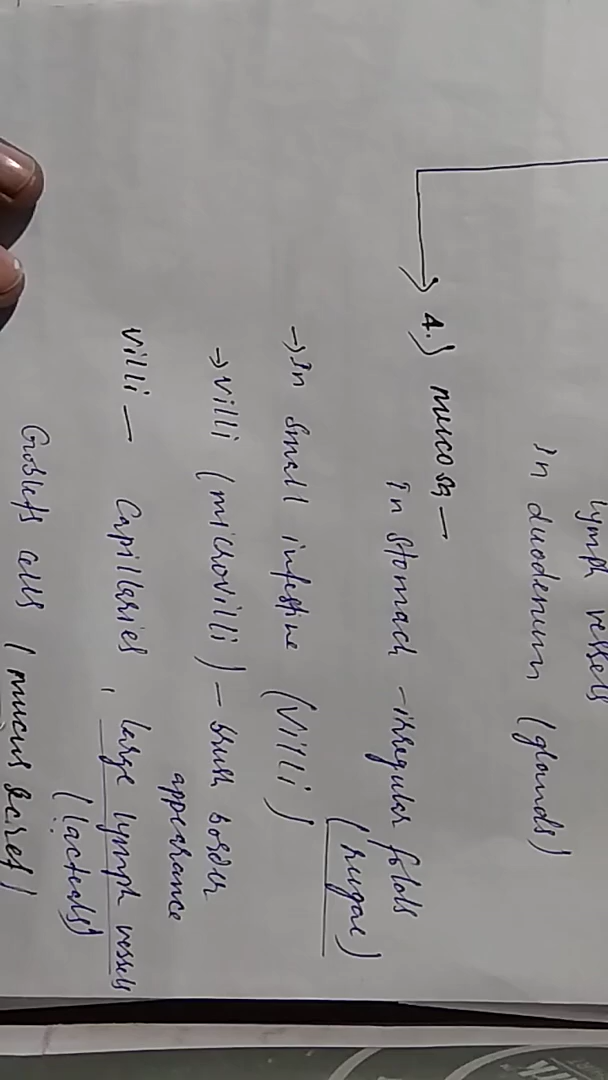 lymph vessels
in duodenum (glands)
4.) mucosa —
in stomach - irregular folds
(rugae)
→ in small intestine (villi)
→ villi (microvilli) - brush border
appearance
villi — Capillaries, large lymph vessels
(lacteals)
Goblets cells (mucus secret)